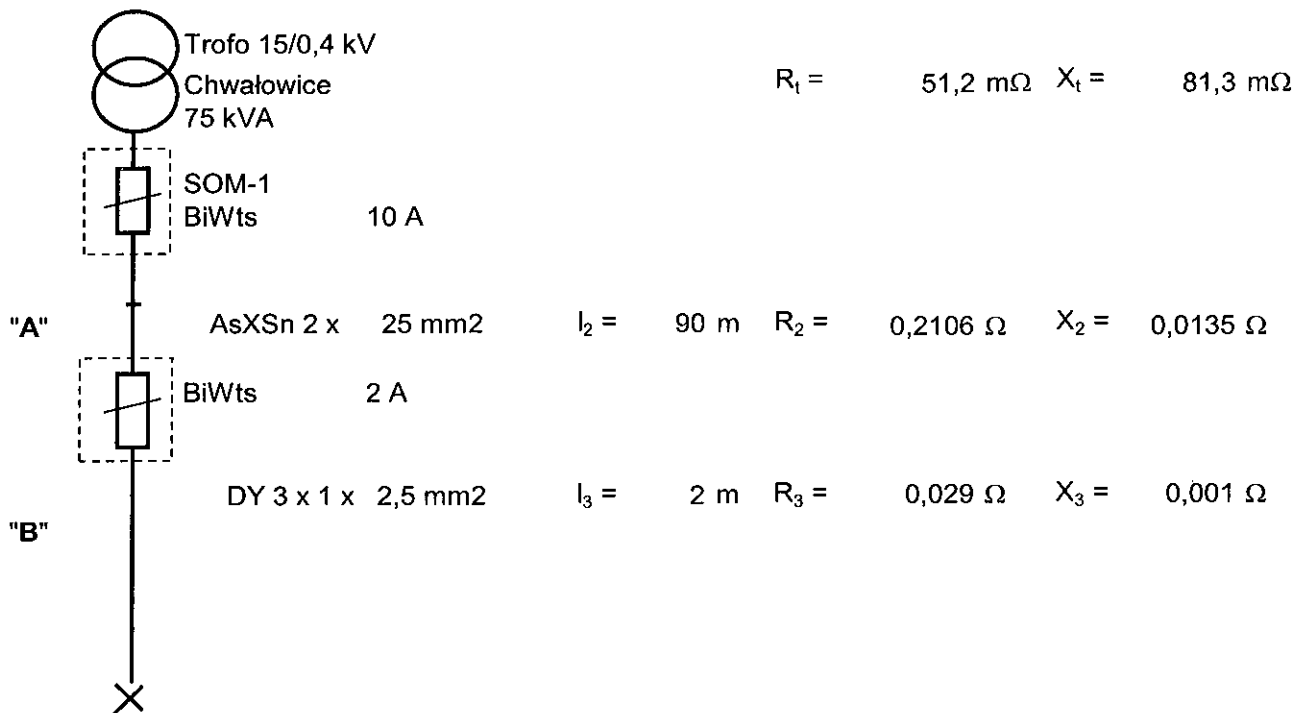 Trofo 15/0,4 kV
Chwałowice
75 kVA
Rt = 51,2 mΩ Xt = 81,3 mΩ
SOM-1
BiWts 10 A
"A" AsXSn 2 x 25 mm2 l2 = 90 m R2 = 0,2106 Ω X2 = 0,0135 Ω
BiWts 2 A
DY 3 x 1 x 2,5 mm2 l3 = 2 m R3 = 0,029 Ω X3 = 0,001 Ω
"B"